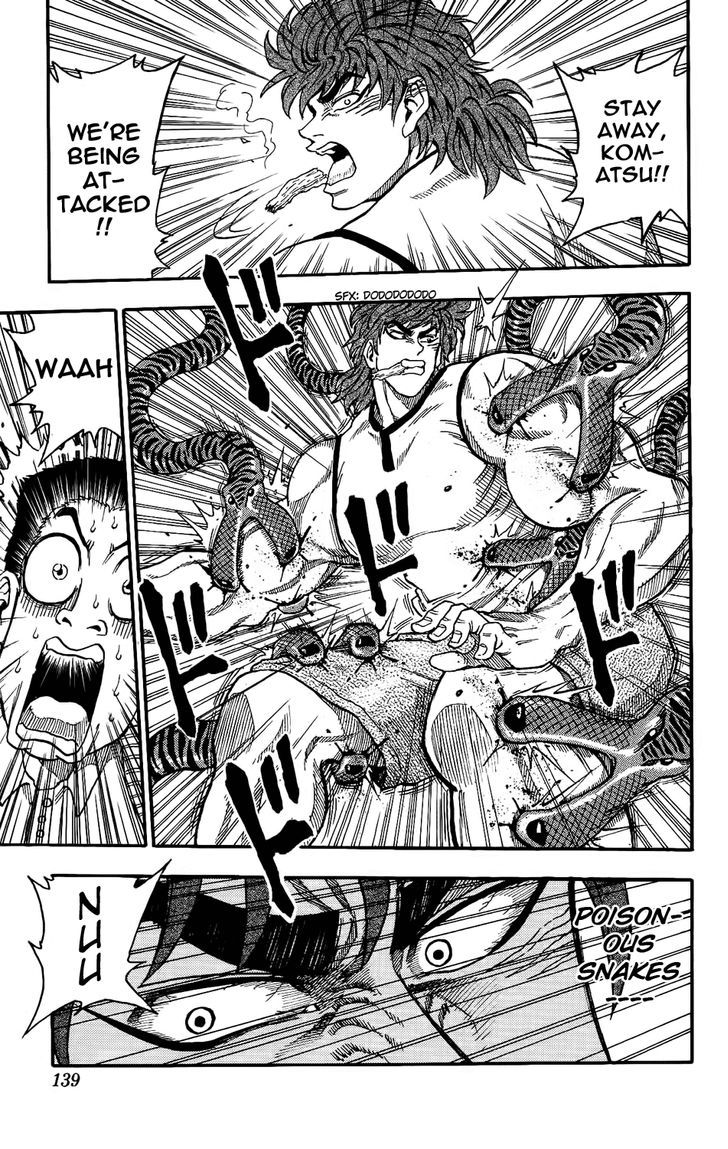 STAY
AWAY,
KOM-
ATSU!!
WE'RE
BEING
AT-
TACKED
!!
SFX: DODODODODO
ド
ド
ド
ド
ド
WAAH
POISON-
OUS
SNAKES
----
NUU
139